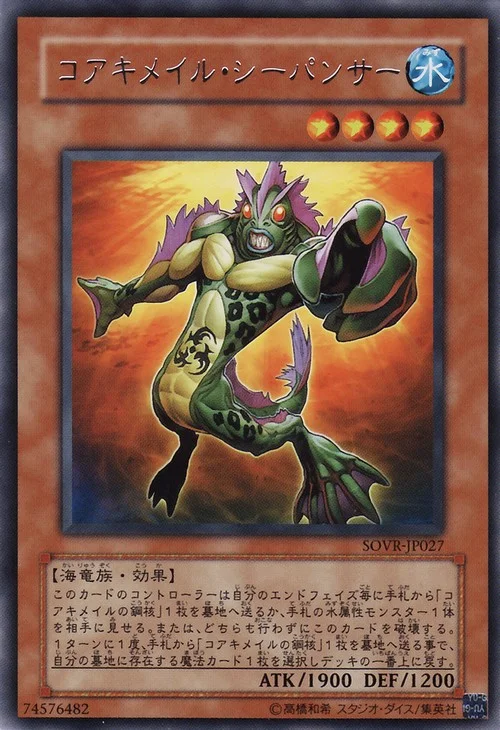 コアキメイル・シーパンサー
水
SOVR-JP027
【海竜族・効果】
このカードのコントローラーは自分のエンドフェイズ毎に手札から「コ
アキメイルの鋼核」1枚を墓地へ送るか、手札の水属性モンスター1体
を相手に見せる。または、どちらも行わずにこのカードを破壊する。
1ターンに1度、手札から「コアキメイルの鋼核」1枚を墓地へ送る事で、
自分の墓地に存在する魔法カード1枚を選択しデッキの一番上に戻す。
ATK/1900 DEF/1200
74576482 ©高橋和希 スタジオ・ダイス/集英社